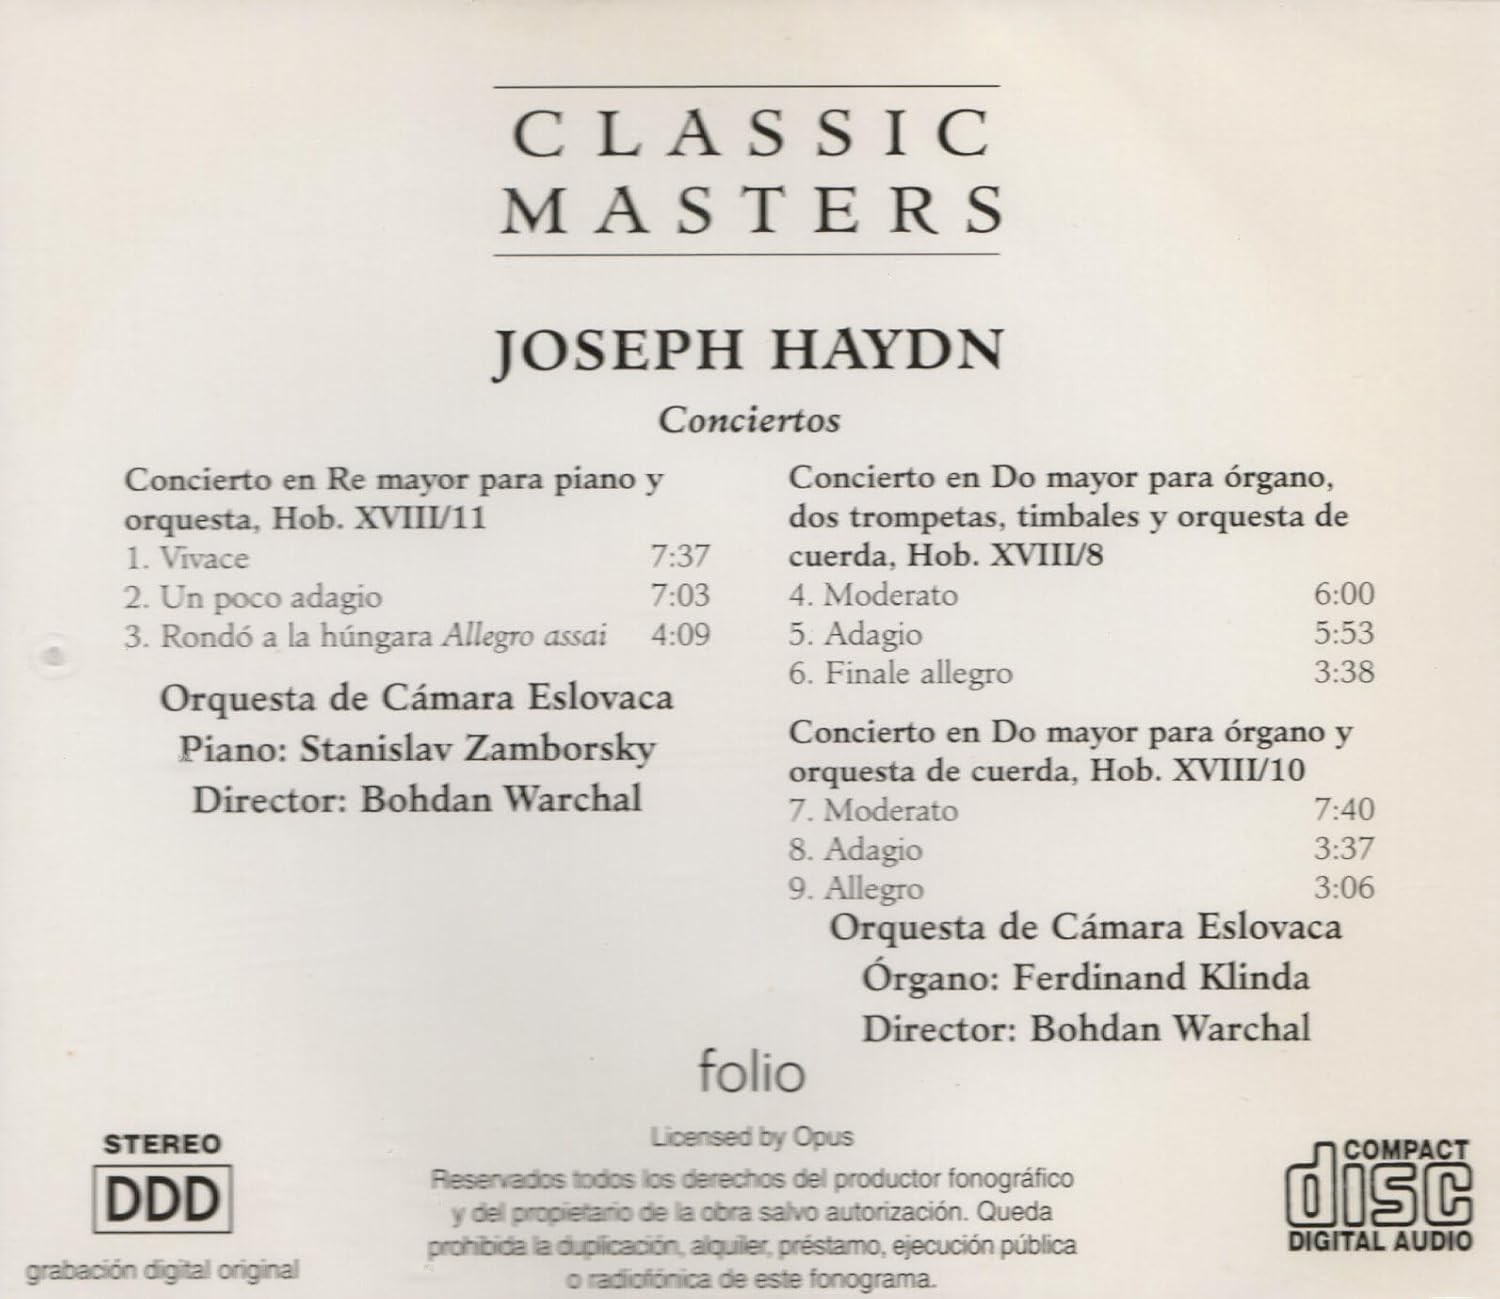 CLASSIC
MASTERS
JOSEPH HAYDN
Conciertos
Concierto en Re mayor para piano y
orquesta, Hob. XVIII/11
1. Vivace 7:37
2. Un poco adagio 7:03
3. Rondó a la húngara Allegro assai 4:09
Orquesta de Cámara Eslovaca
Piano: Stanislav Zamborsky
Director: Bohdan Warchal
Concierto en Do mayor para órgano,
dos trompetas, timbales y orquesta de
cuerda, Hob. XVIII/8
4. Moderato 6:00
5. Adagio 5:53
6. Finale allegro 3:38
Concierto en Do mayor para órgano y
orquesta de cuerda, Hob. XVIII/10
7. Moderato 7:40
8. Adagio 3:37
9. Allegro 3:06
Orquesta de Cámara Eslovaca
Órgano: Ferdinand Klinda
Director: Bohdan Warchal
folio
Licensed by Opus
Reservados todos los derechos del productor fonográfico
y del propietario de la obra salvo autorización. Queda
prohibida la duplicación, alquiler, préstamo, ejecución pública
o radiofónica de este fonograma.
STEREO
DDD
grabación digital original
COMPACT
disc
DIGITAL AUDIO